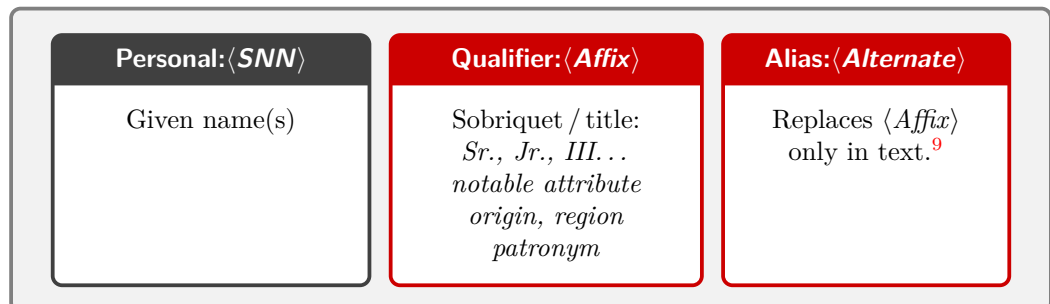 Personal:⟨SNN⟩
Given name(s)
Qualifier:⟨Affix⟩
Sobriquet / title:
Sr., Jr., III...
notable attribute
origin, region
patronym
Alias:⟨Alternate⟩
Replaces ⟨Affix⟩
only in text.9